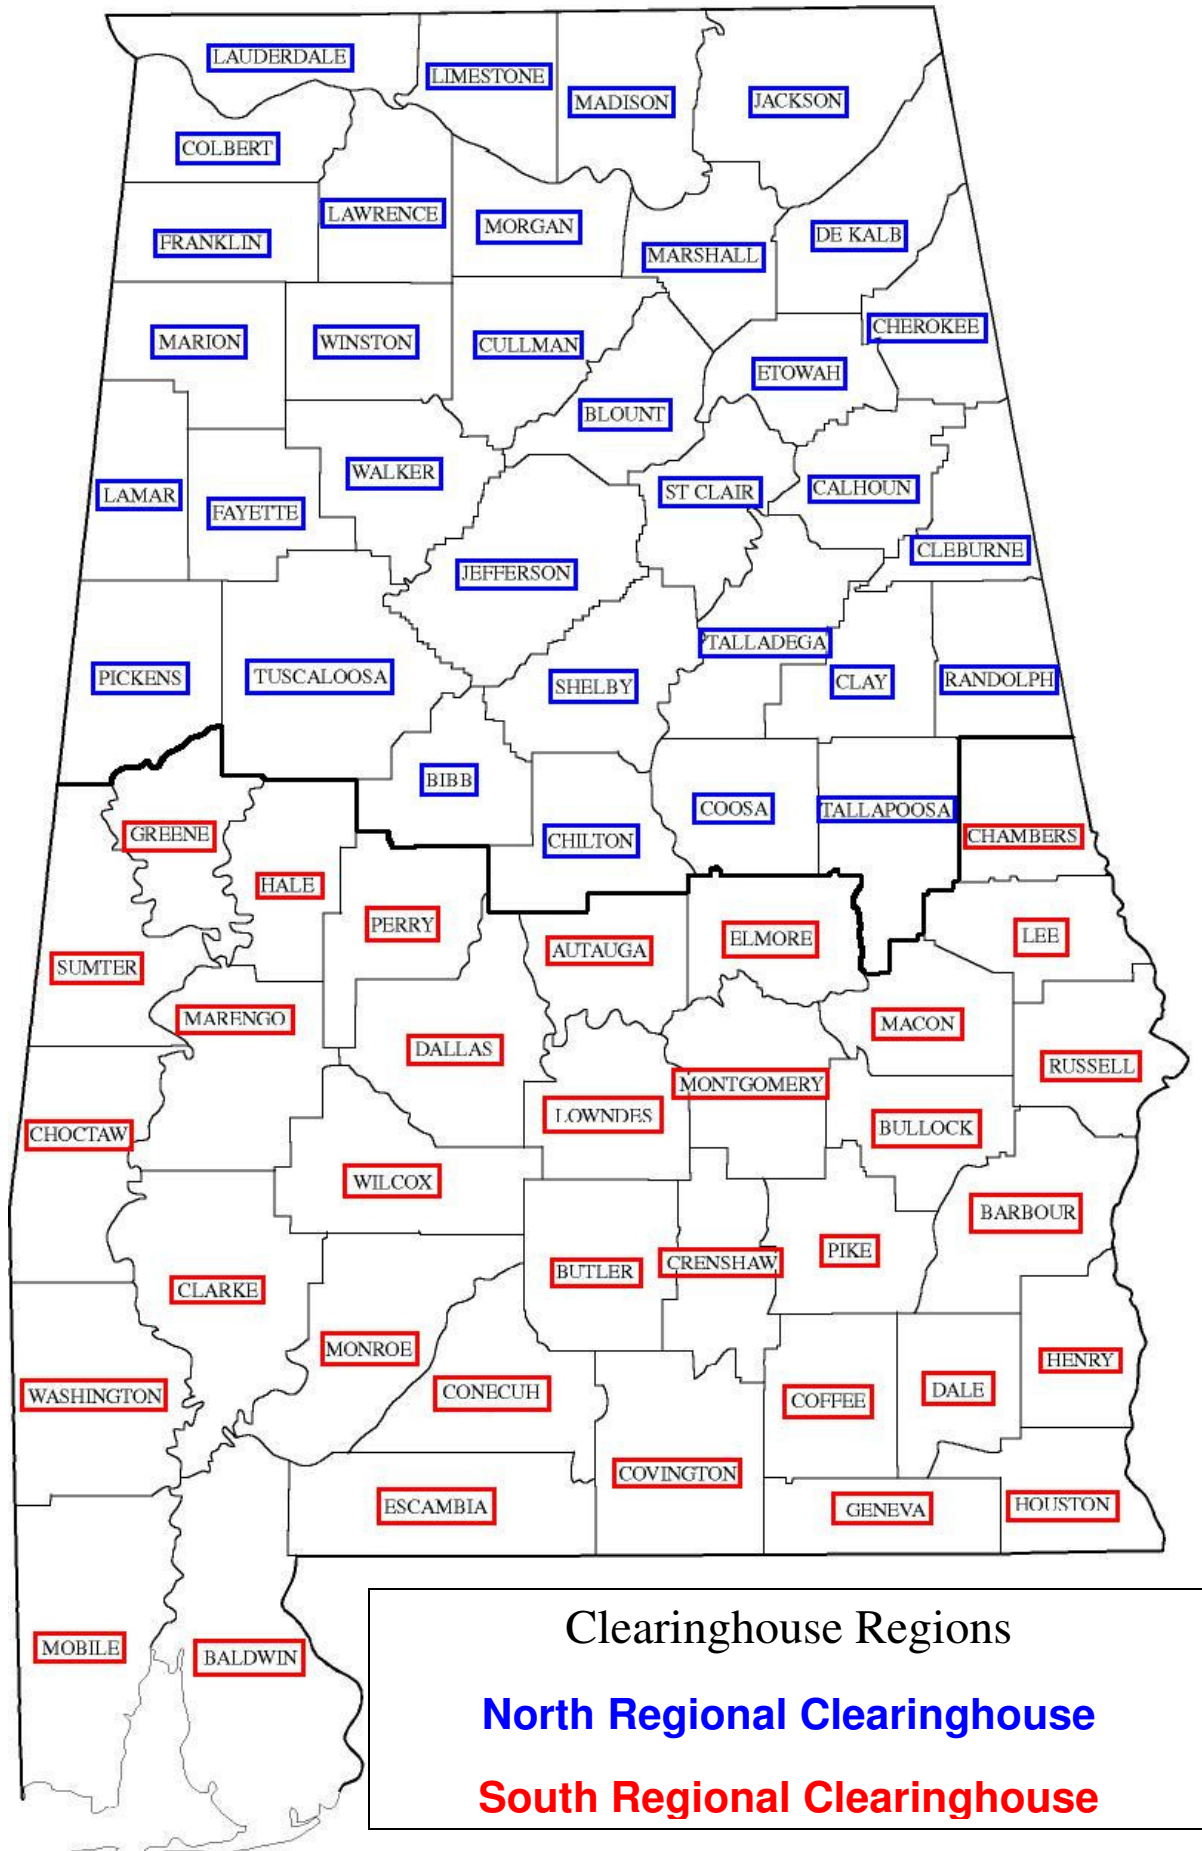 LAUDERDALE
LIMESTONE
MADISON
JACKSON
COLBERT
LAWRENCE
MORGAN
FRANKLIN
MARSHALL
DE KALB
MARION
WINSTON
CULLMAN
CHEROKEE
ETOWAH
BLOUNT
WALKER
LAMAR
FAYETTE
ST CLAIR
CALHOUN
CLEBURNE
JEFFERSON
TALLADEGA
PICKENS
TUSCALOOSA
SHELBY
CLAY
RANDOLPH
BIBB
COOSA
TALLAPOOSA
CHILTON
GREENE
CHAMBERS
HALE
PERRY
AUTAUGA
ELMORE
LEE
SUMTER
MARENGO
MACON
DALLAS
RUSSELL
MONTGOMERY
LOWNDES
CHOCTAW
BULLOCK
WILCOX
BARBOUR
PIKE
CRENSHAW
BUTLER
CLARKE
MONROE
HENRY
WASHINGTON
CONECUH
COFFEE
DALE
COVINGTON
ESCAMBIA
GENEVA
HOUSTON
MOBILE
BALDWIN
Clearinghouse Regions
North Regional Clearinghouse
South Regional Clearinghouse